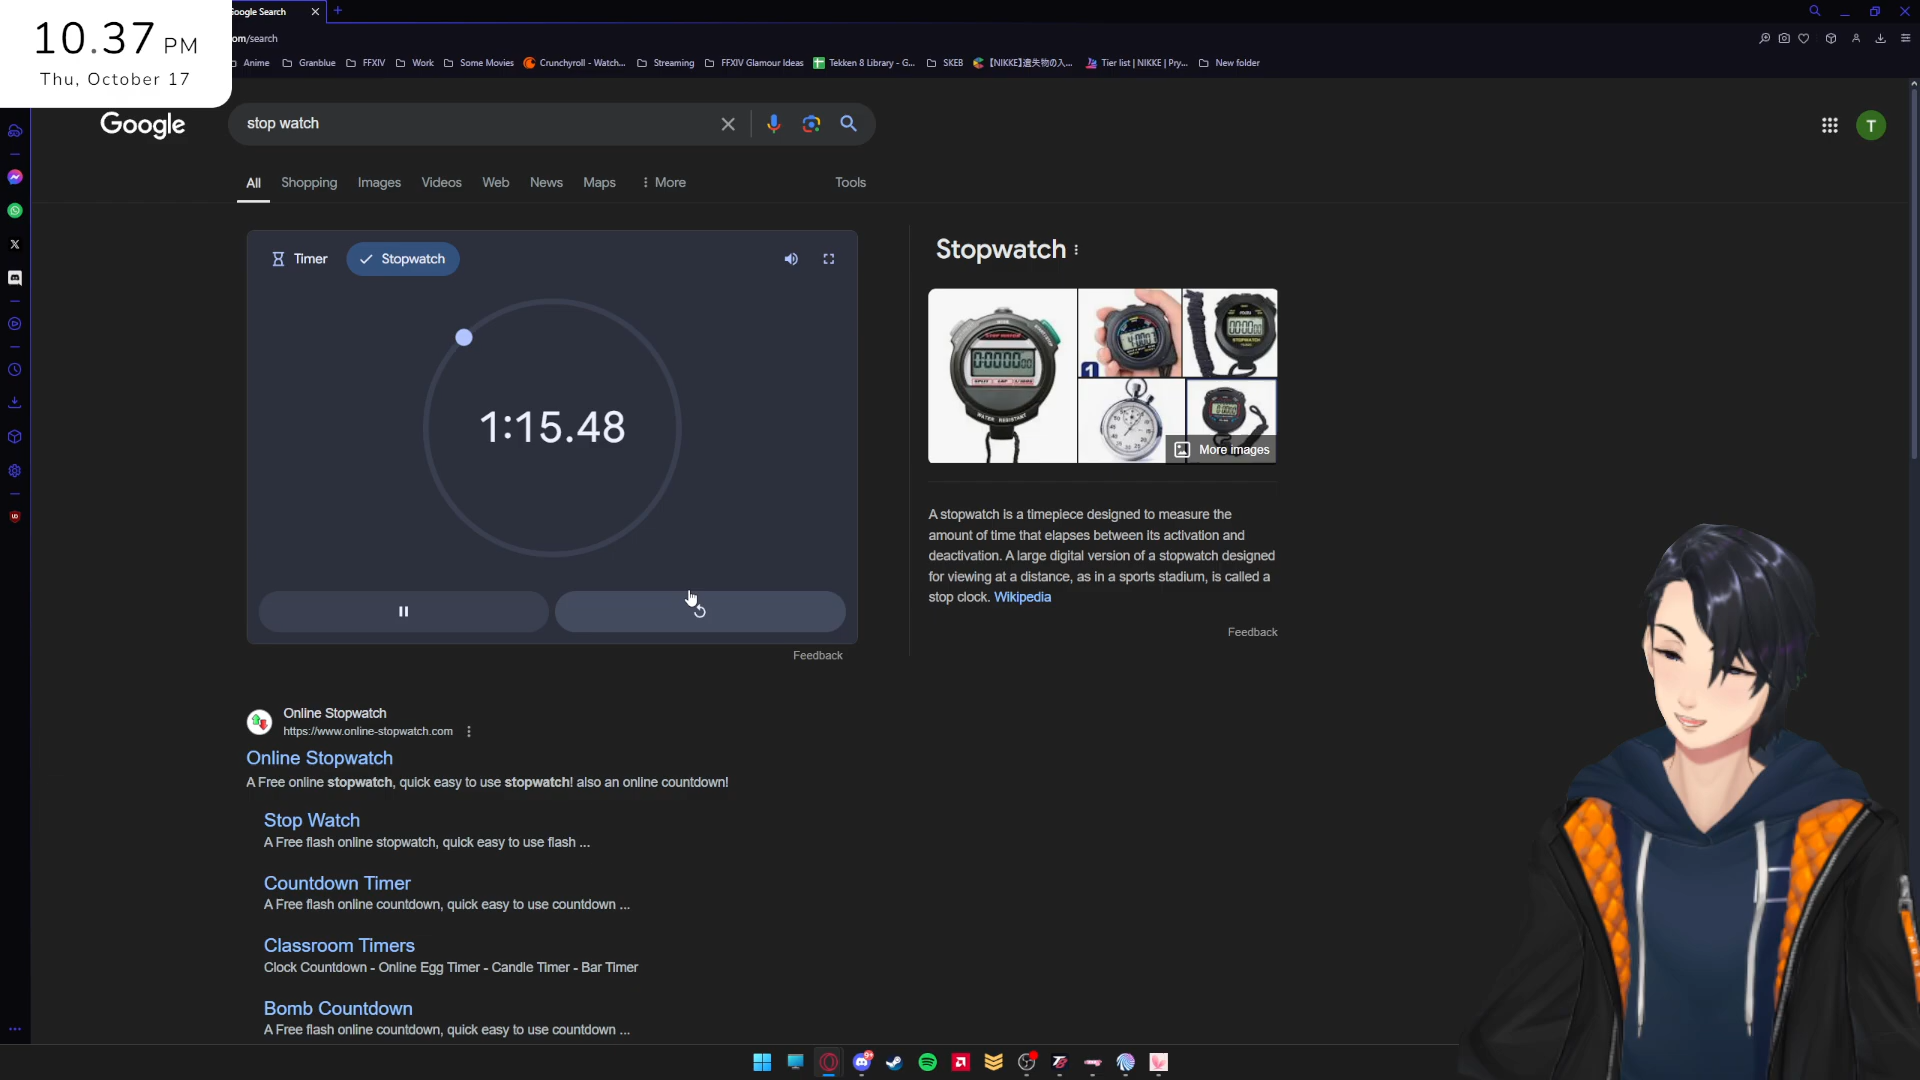 10.37 PM
Thu, October 17
Google Search
om/search
Anime
Granblue
FFXIV
Work
Some Movies
Crunchyroll - Watch...
Streaming
FFXIV Glamour Ideas
Tekken 8 Library - G...
SKEB
【NIKKE】遺失物の入...
Tier list | NIKKE | Pry...
New folder
Google
stop watch
T
All
Shopping
Images
Videos
Web
News
Maps
More
Tools
Timer
Stopwatch
1:15.48
Feedback
Stopwatch
More images
A stopwatch is a timepiece designed to measure the
amount of time that elapses between its activation and
deactivation. A large digital version of a stopwatch designed
for viewing at a distance, as in a sports stadium, is called a
stop clock. Wikipedia
Feedback
Online Stopwatch
https://www.online-stopwatch.com
Online Stopwatch
A Free online stopwatch, quick easy to use stopwatch! also an online countdown!
Stop Watch
A Free flash online stopwatch, quick easy to use flash ...
Countdown Timer
A Free flash online countdown, quick easy to use countdown ...
Classroom Timers
Clock Countdown - Online Egg Timer - Candle Timer - Bar Timer
Bomb Countdown
A Free flash online countdown, quick easy to use countdown ...